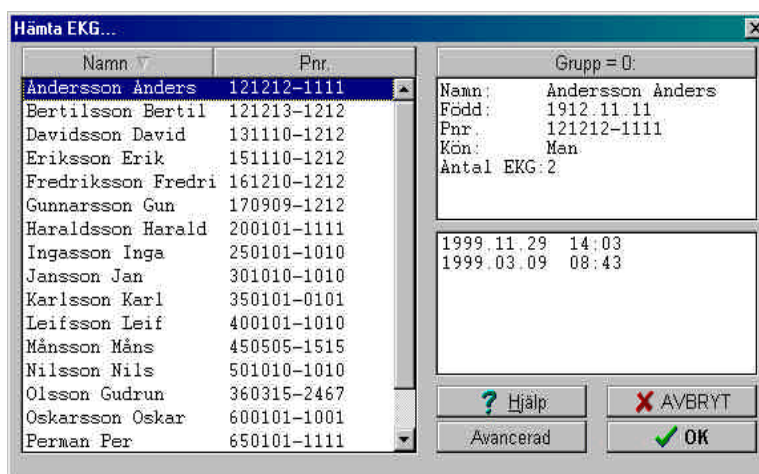 Hämta EKG...
Namn Pnr.
Andersson Anders 121212-1111
Bertilsson Bertil 121213-1212
Davidsson David 131110-1212
Eriksson Erik 151110-1212
Fredriksson Fredri 161210-1212
Gunnarsson Gun 170909-1212
Haraldsson Harald 200101-1111
Ingasson Inga 250101-1010
Jansson Jan 301010-1010
Karlsson Karl 350101-0101
Leifsson Leif 400101-1010
Månsson Måns 450505-1515
Nilsson Nils 501010-1010
Olsson Gudrun 360315-2467
Oskarsson Oskar 600101-1001
Perman Per 650101-1111
Grupp = 0:
Namn: Andersson Anders
Född: 1912.11.11
Pnr. 121212-1111
Kön: Man
Antal EKG:2
1999.11.29 14:03
1999.03.09 08:43
Hjälp AVBRYT
Avancerad OK